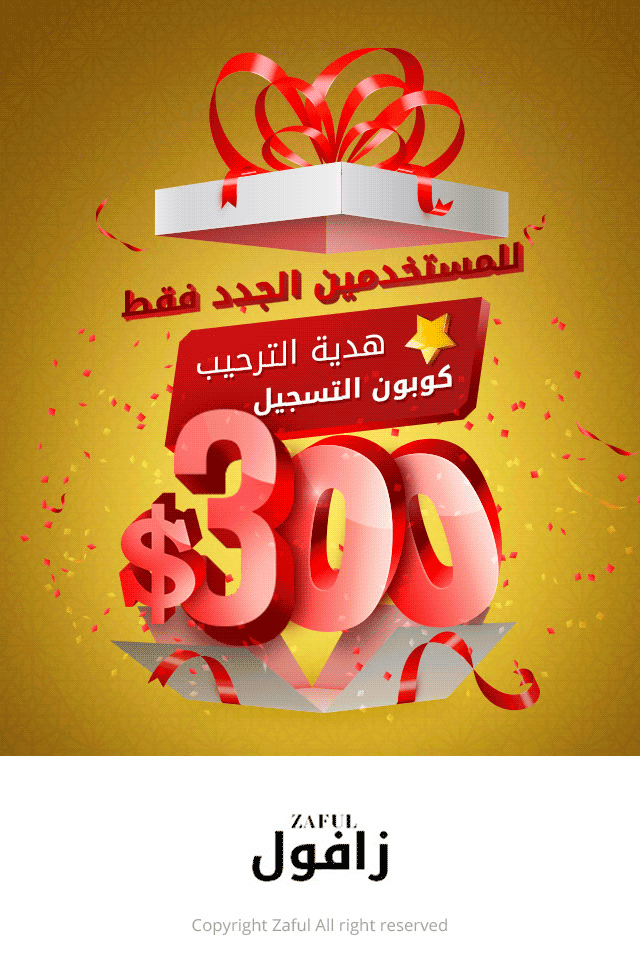 للمستخدمين الجدد فقط
هدية الترحيب
كوبون التسجيل
$300
ZAFUL
زافول
Copyright Zaful All right reserved